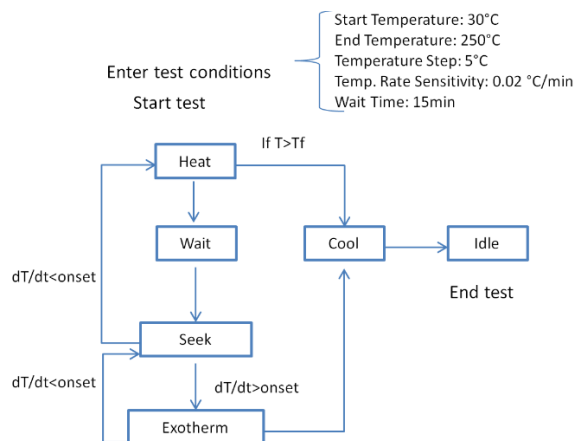 Start Temperature: 30°C
End Temperature: 250°C
Temperature Step: 5°C
Temp. Rate Sensitivity: 0.02 °C/min
Wait Time: 15min
Enter test conditions
Start test
If T>Tf
Heat
Wait
Cool
Idle
dT/dt<onset
End test
Seek
dT/dt<onset
dT/dt>onset
Exotherm